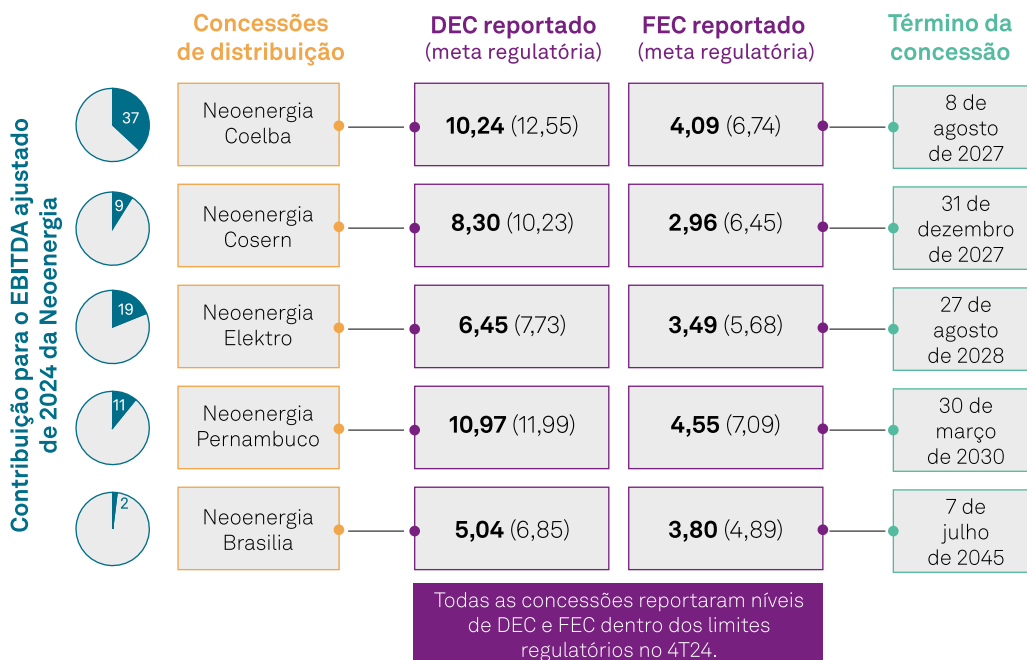 Concessões
de distribuição
DEC reportado
(meta regulatória)
FEC reportado
(meta regulatória)
Término da
concessão
Contribuição para o EBITDA ajustado
de 2024 da Neoenergia
37
Neoenergia
Coelba
10,24 (12,55)
4,09 (6,74)
8 de
agosto
de 2027
9
Neoenergia
Cosern
8,30 (10,23)
2,96 (6,45)
31 de
dezembro
de 2027
19
Neoenergia
Elektro
6,45 (7,73)
3,49 (5,68)
27 de
agosto
de 2028
11
Neoenergia
Pernambuco
10,97 (11,99)
4,55 (7,09)
30 de
março
de 2030
2
Neoenergia
Brasilia
5,04 (6,85)
3,80 (4,89)
7 de
julho
de 2045
Todas as concessões reportaram níveis
de DEC e FEC dentro dos limites
regulatórios no 4T24.